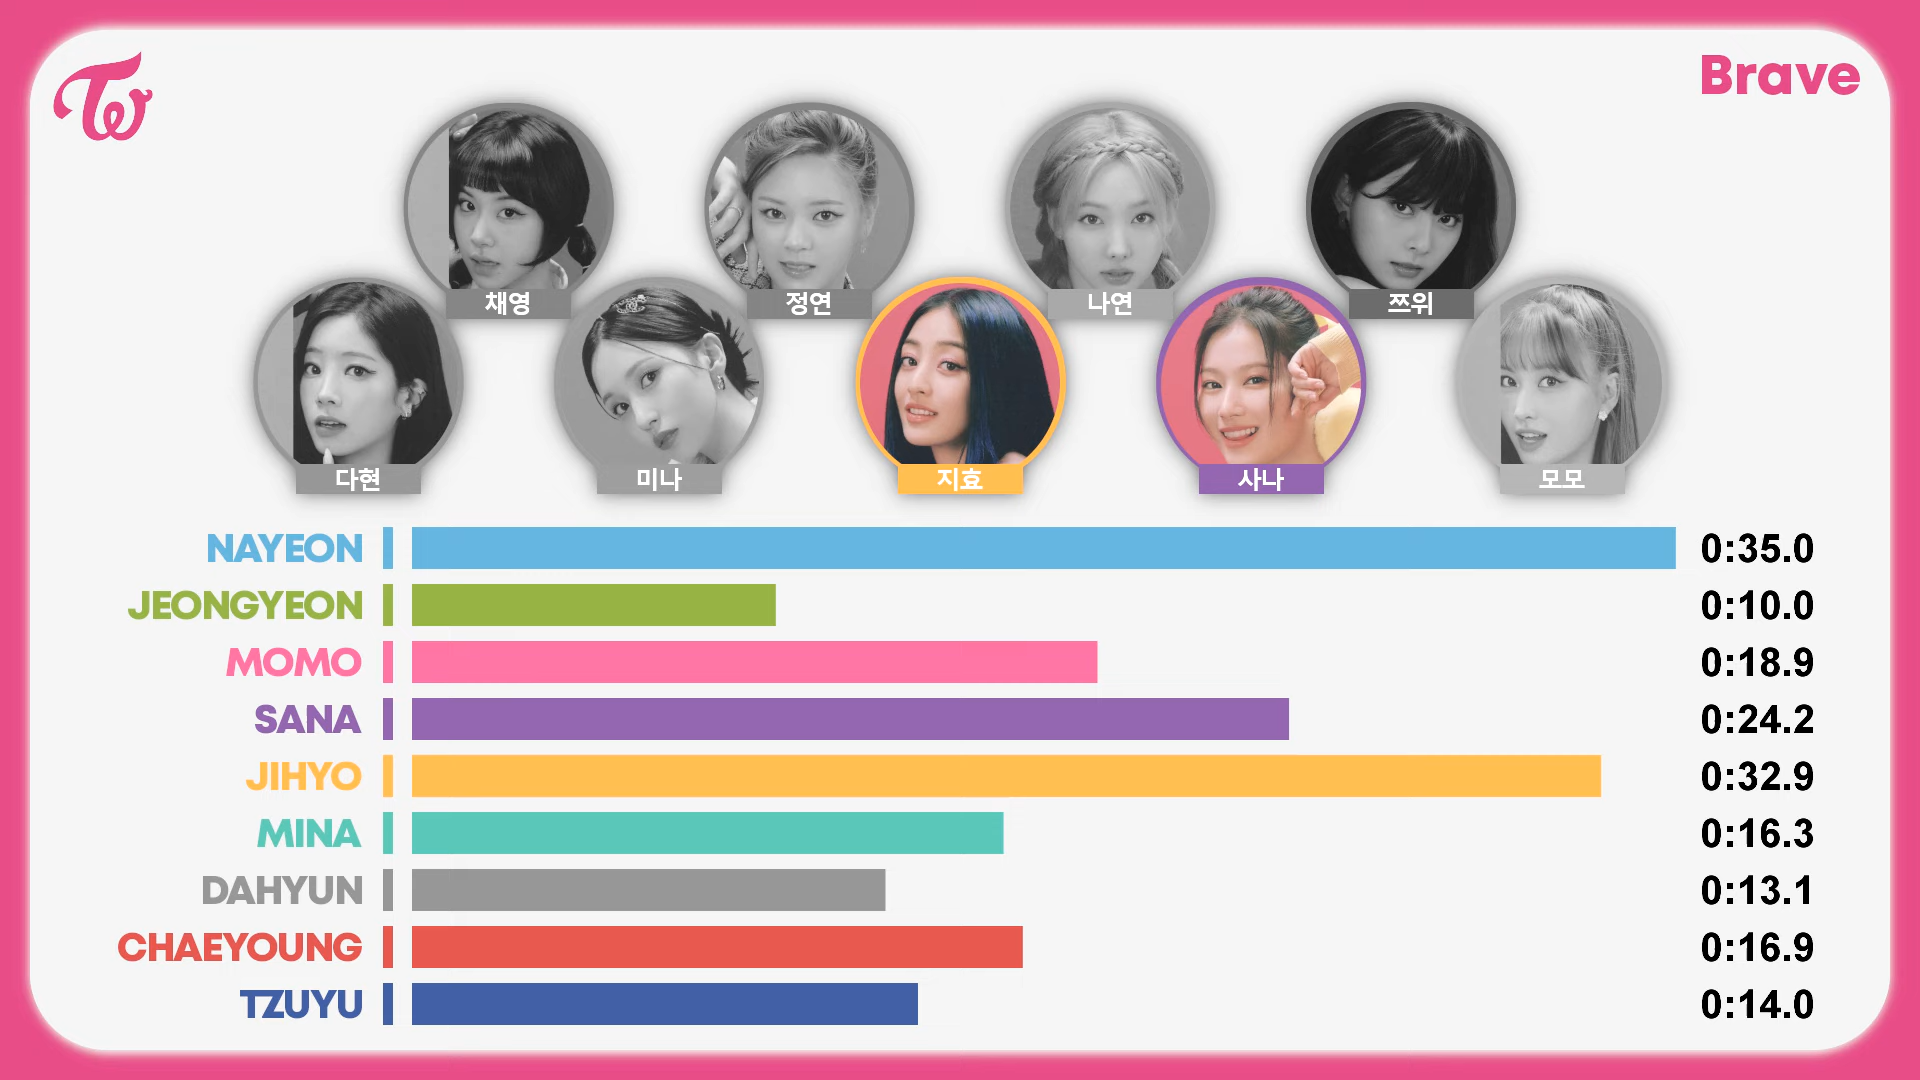 TW
Brave
채영
정연
나연
쯔위
다현
미나
지효
사나
모모
NAYEON 0:35.0
JEONGYEON 0:10.0
MOMO 0:18.9
SANA 0:24.2
JIHYO 0:32.9
MINA 0:16.3
DAHYUN 0:13.1
CHAEYOUNG 0:16.9
TZUYU 0:14.0